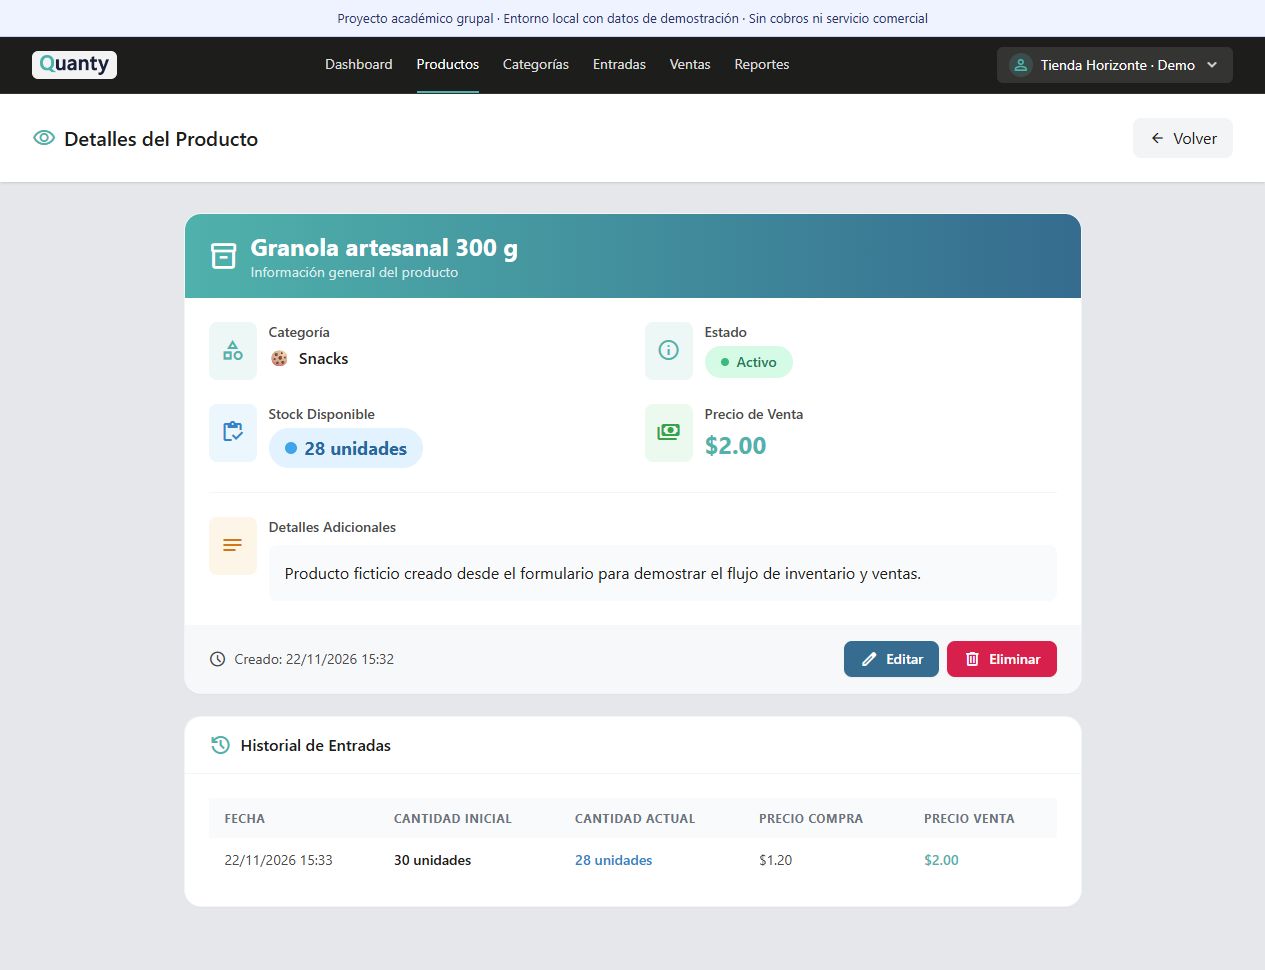 Proyecto académico grupal · Entorno local con datos de demostración · Sin cobros ni servicio comercial
Quanty
Dashboard
Productos
Categorías
Entradas
Ventas
Reportes
Tienda Horizonte · Demo
Detalles del Producto
Volver
Granola artesanal 300 g
Información general del producto
Categoría
Snacks
Estado
Activo
Stock Disponible
28 unidades
Precio de Venta
$2.00
Detalles Adicionales
Producto ficticio creado desde el formulario para demostrar el flujo de inventario y ventas.
Creado: 22/11/2026 15:32
Editar
Eliminar
Historial de Entradas
FECHA CANTIDAD INICIAL CANTIDAD ACTUAL PRECIO COMPRA PRECIO VENTA
22/11/2026 15:33 30 unidades 28 unidades $1.20 $2.00